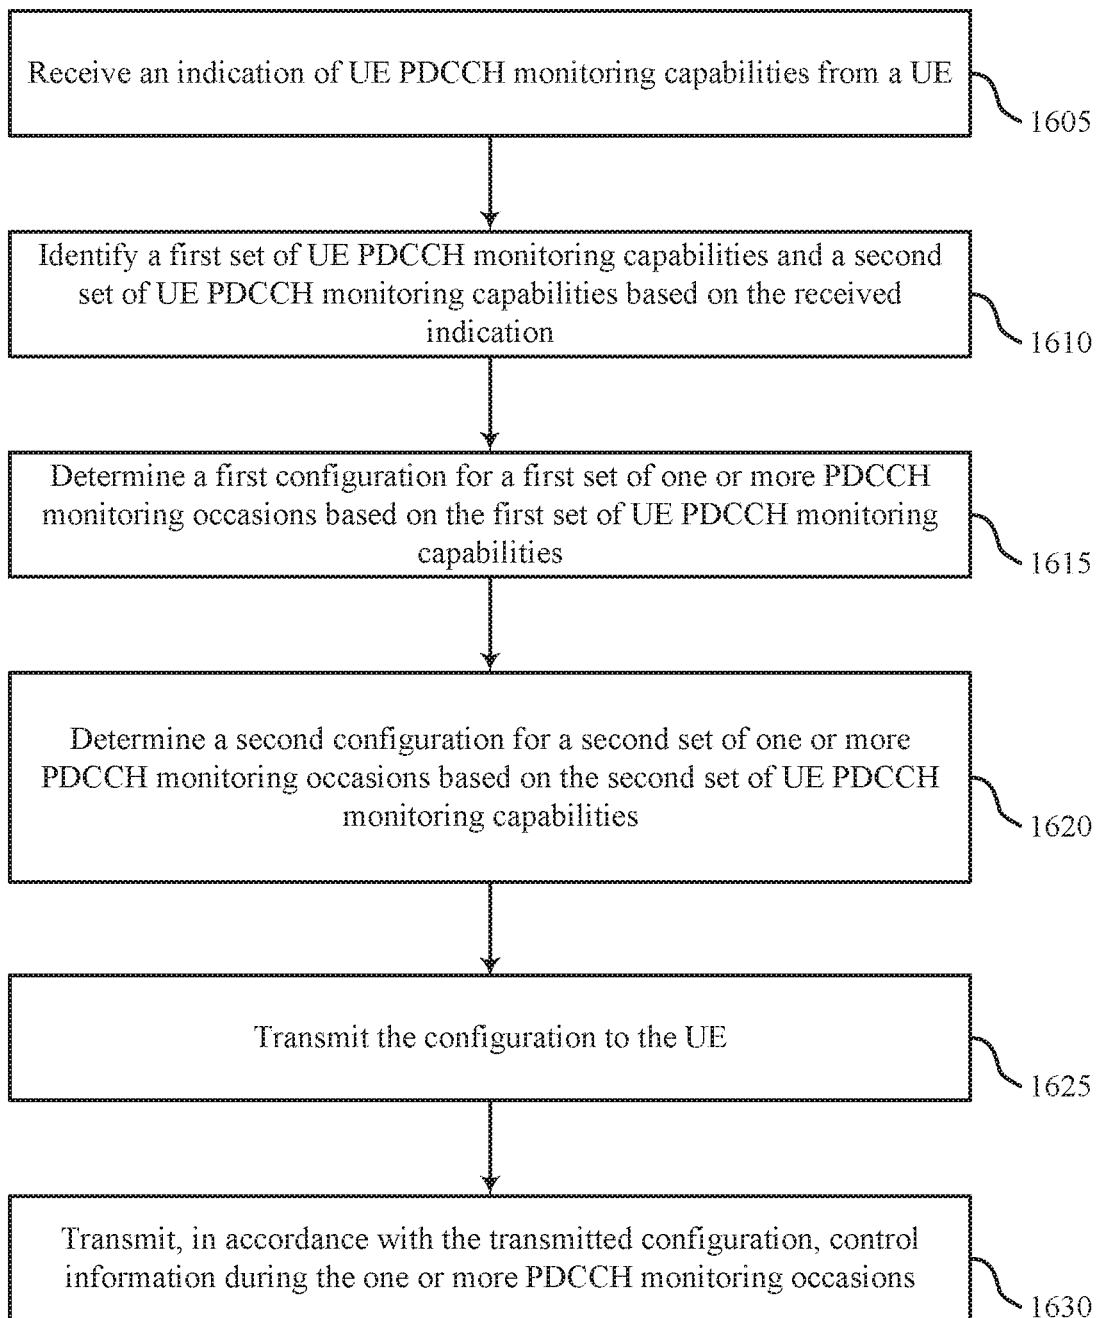 Receive an indication of UE PDCCH monitoring capabilities from a UE
1605
Identify a first set of UE PDCCH monitoring capabilities and a second
set of UE PDCCH monitoring capabilities based on the received
indication
1610
Determine a first configuration for a first set of one or more PDCCH
monitoring occasions based on the first set of UE PDCCH monitoring
capabilities
1615
Determine a second configuration for a second set of one or more
PDCCH monitoring occasions based on the second set of UE PDCCH
monitoring capabilities
1620
Transmit the configuration to the UE
1625
Transmit, in accordance with the transmitted configuration, control
information during the one or more PDCCH monitoring occasions
1630